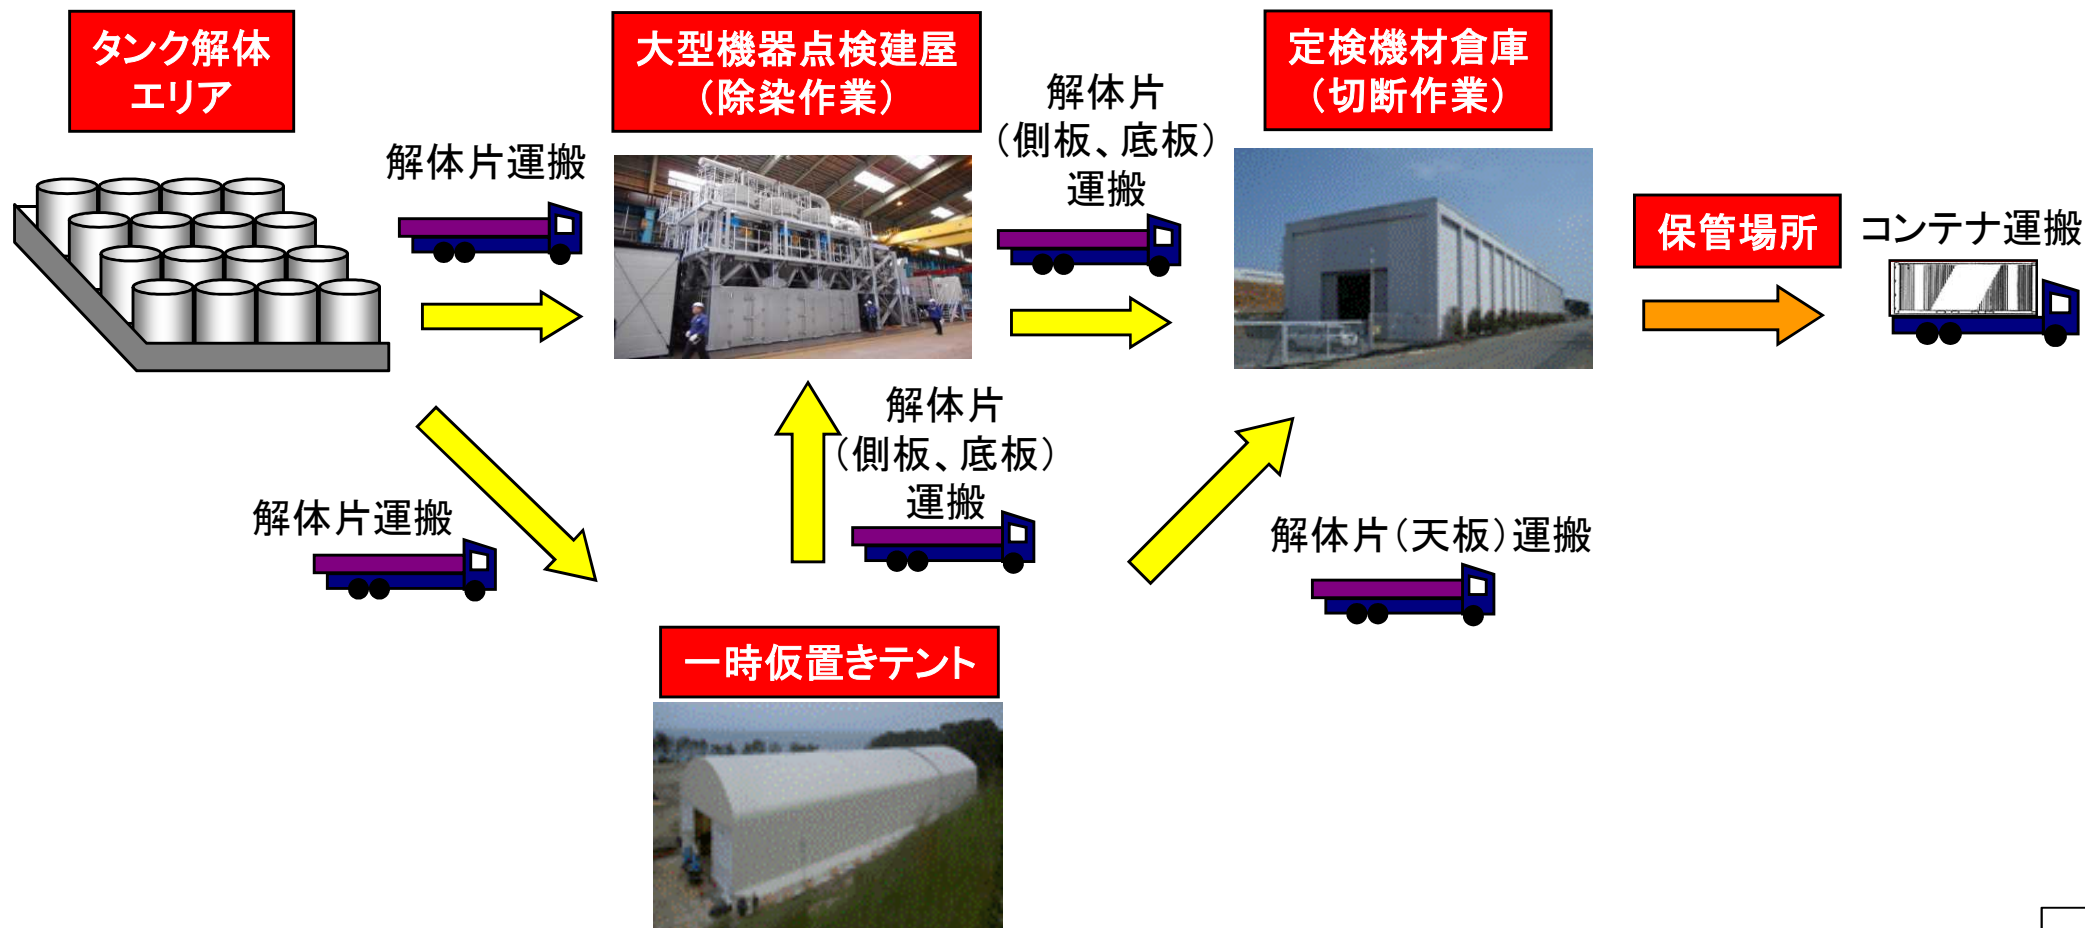 タンク解体
エリア
大型機器点検建屋
（除染作業）
定検機材倉庫
（切断作業）
解体片運搬
解体片
（側板、底板）
運搬
保管場所
コンテナ運搬
解体片
（側板、底板）
運搬
解体片運搬
解体片（天板）運搬
一時仮置きテント